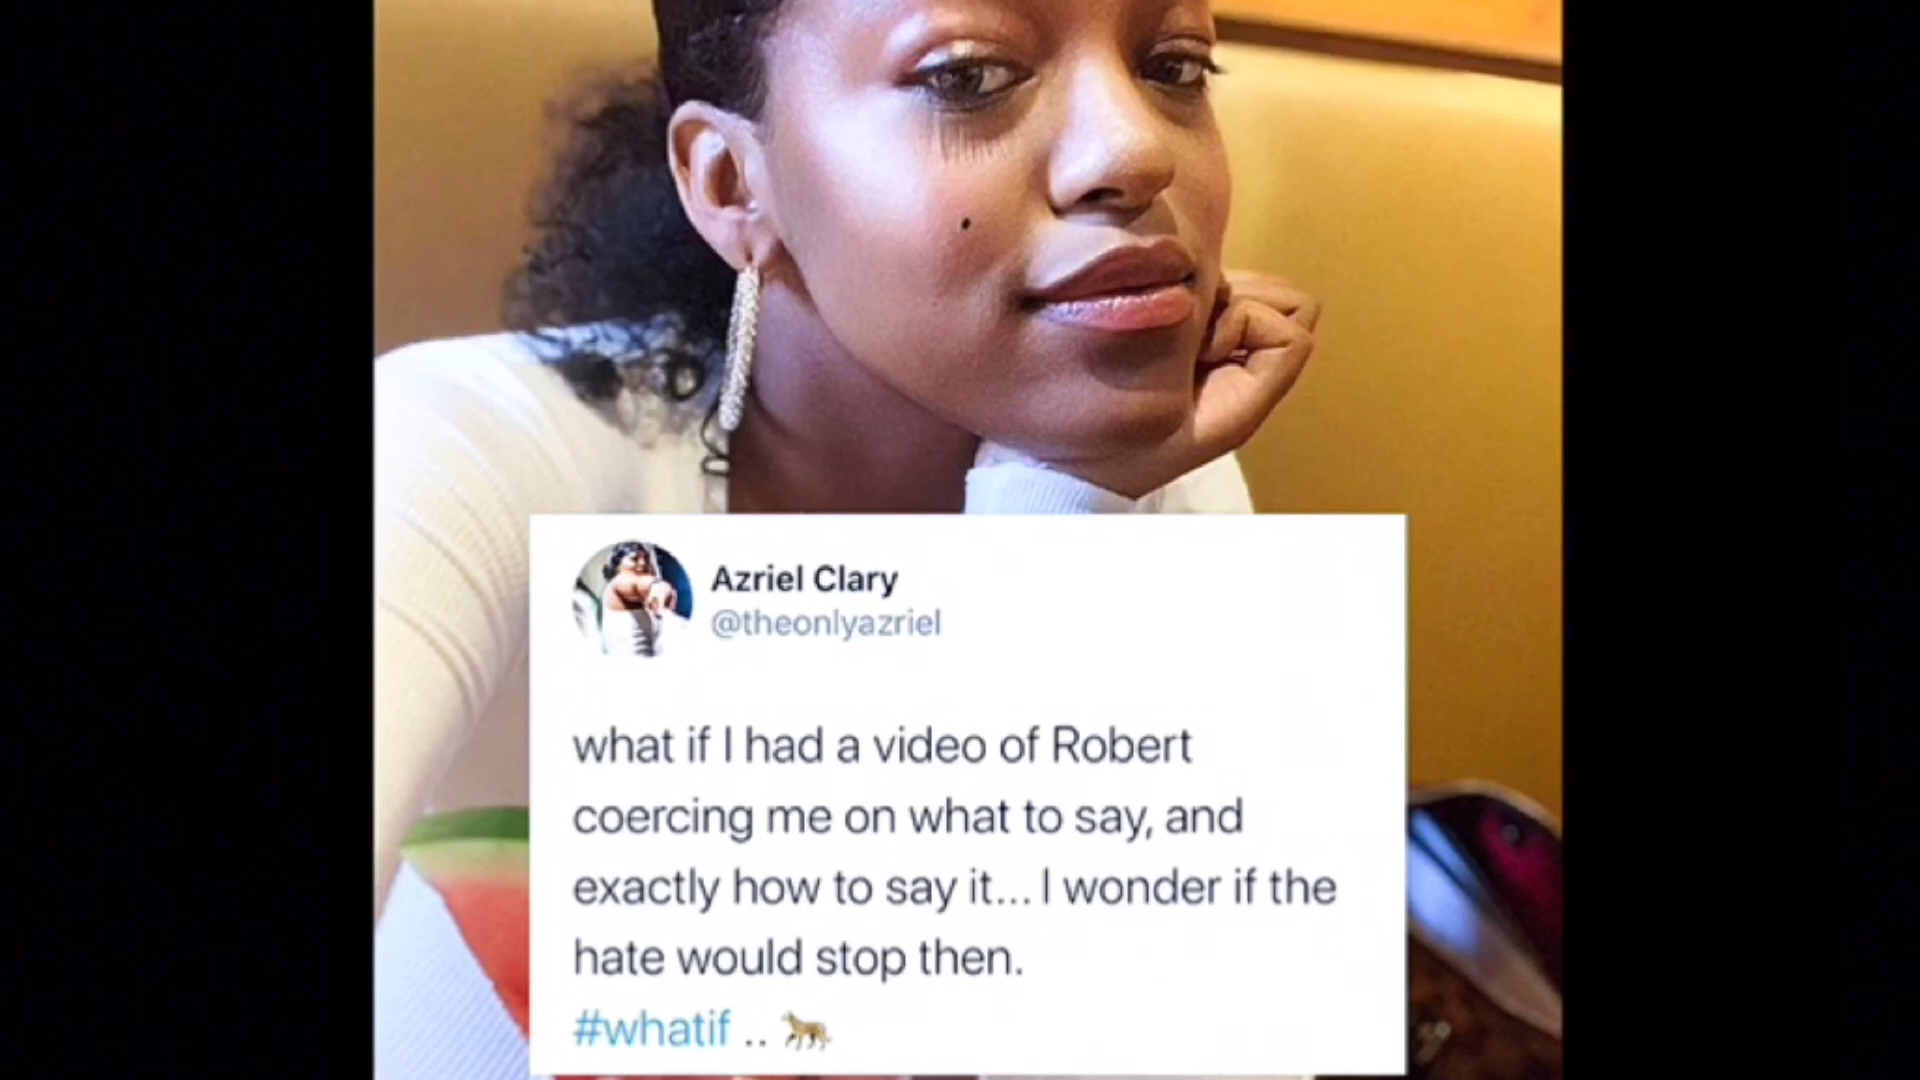 Azriel Clary
@theonlyazriel
what if I had a video of Robert
coercing me on what to say, and
exactly how to say it... I wonder if the
hate would stop then.
#whatif .. 🐆